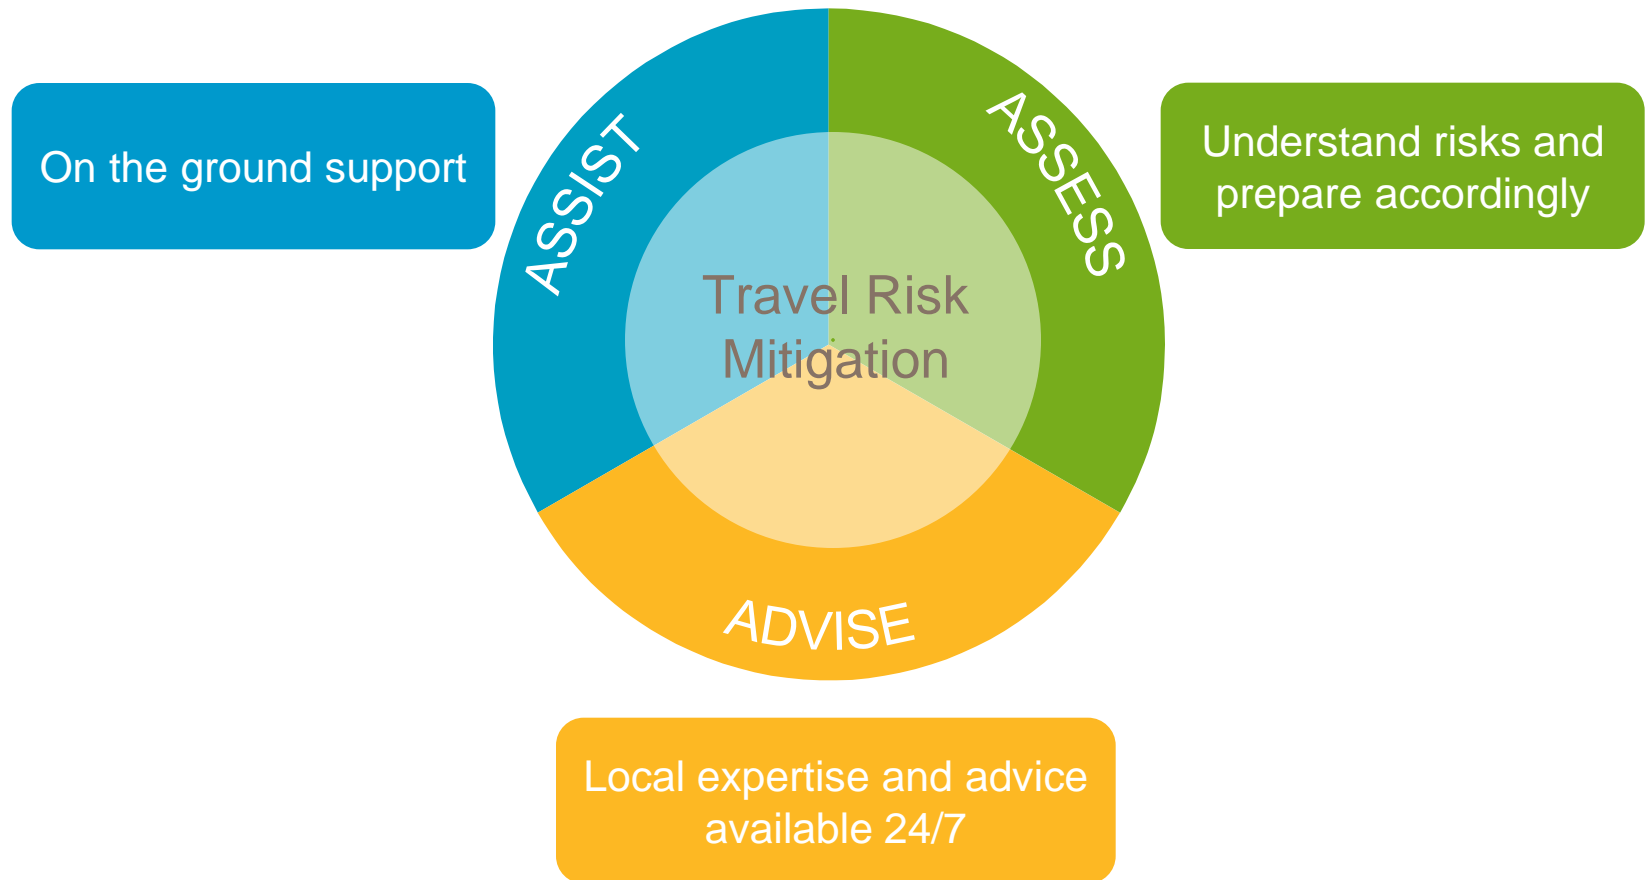 On the ground support
ASSIST
ASSESS
Understand risks and
prepare accordingly
Travel Risk
Mitigation
ADVISE
Local expertise and advice
available 24/7